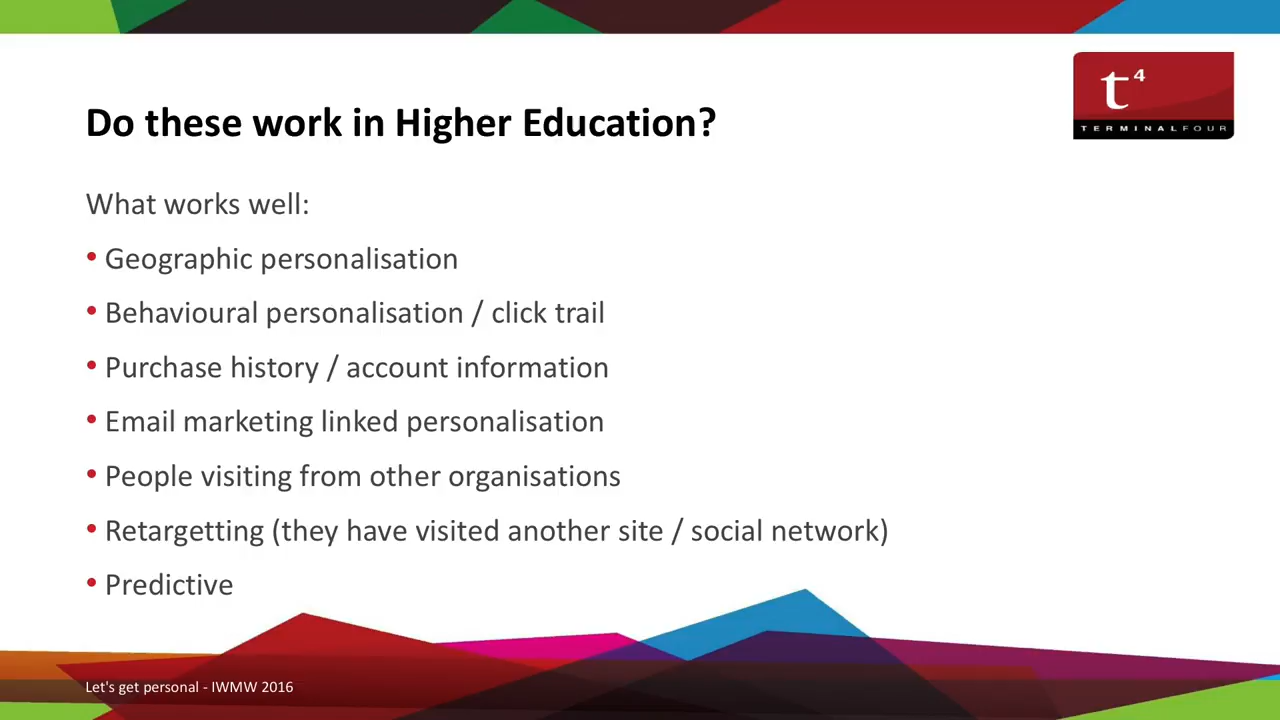 t4
TERMINALFOUR
Do these work in Higher Education?
What works well:
• Geographic personalisation
• Behavioural personalisation / click trail
• Purchase history / account information
• Email marketing linked personalisation
• People visiting from other organisations
• Retargetting (they have visited another site / social network)
• Predictive
Let's get personal - IWMW 2016